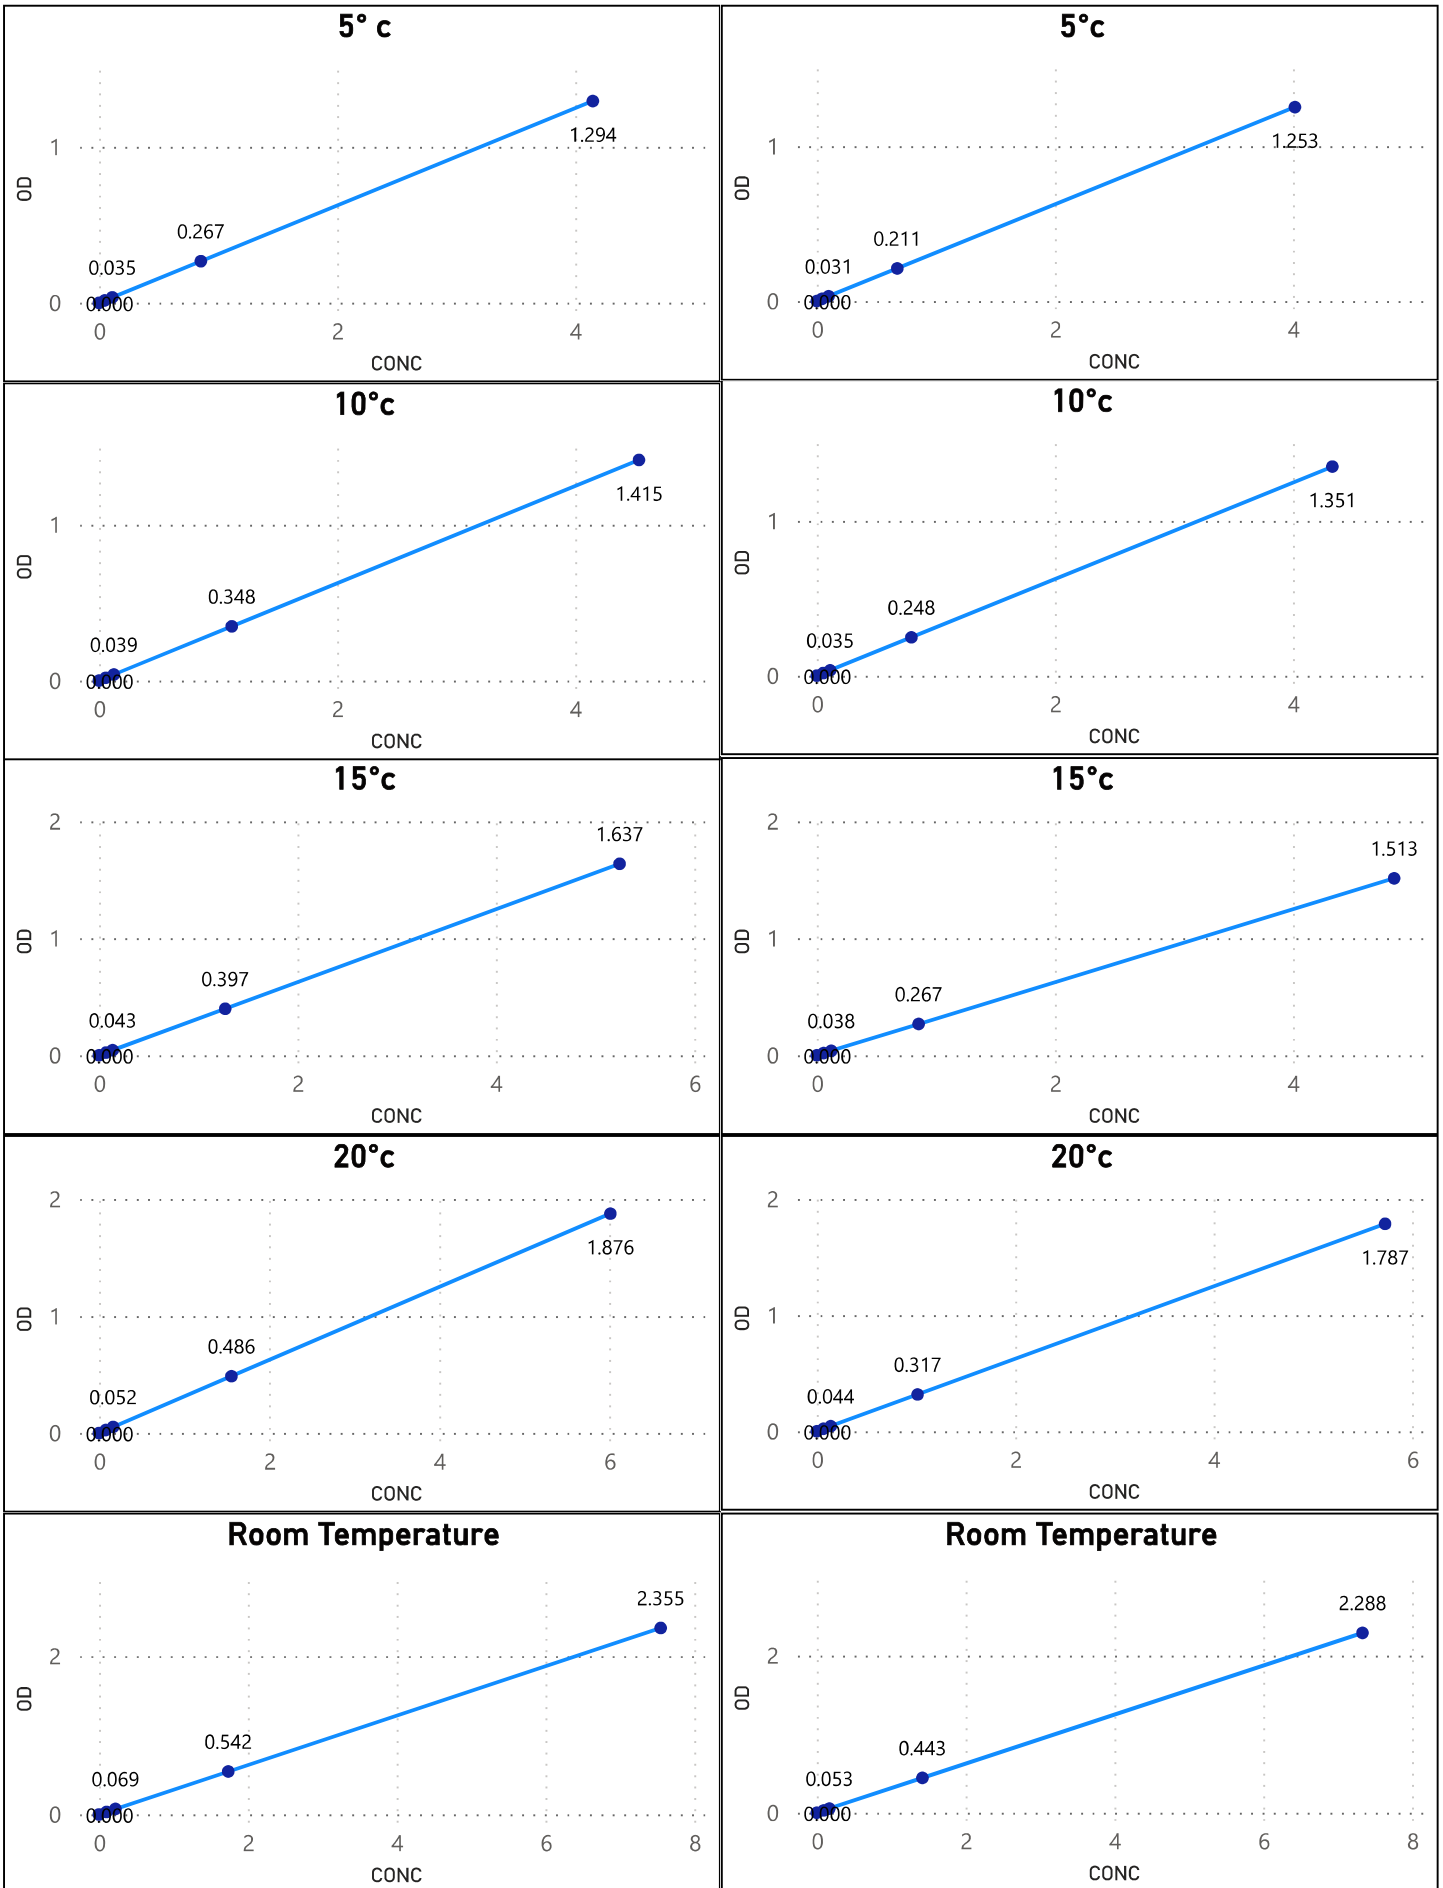 5° c
1
1.294
OD
0.267
0.035
0
0.000
0 2 4
CONC
5°c
1
1.253
OD
0.211
0.031
0
0.000
0 2 4
CONC
10°c
1
1.415
OD
0.348
0.039
0
0.000
0 2 4
CONC
10°c
1
1.351
OD
0.248
0.035
0
0.000
0 2 4
CONC
15°c
2
1.637
1
OD
0.397
0.043
0
0.000
0 2 4 6
CONC
15°c
2
1.513
1
OD
0.267
0.038
0
0.000
0 2 4
CONC
20°c
2
1.876
1
OD
0.486
0.052
0
0.000
0 2 4 6
CONC
20°c
2
1.787
1
OD
0.317
0.044
0
0.000
0 2 4 6
CONC
Room Temperature
2.355
2
OD
0.542
0.069
0
0.000
0 2 4 6 8
CONC
Room Temperature
2.288
2
OD
0.443
0.053
0
0.000
0 2 4 6 8
CONC